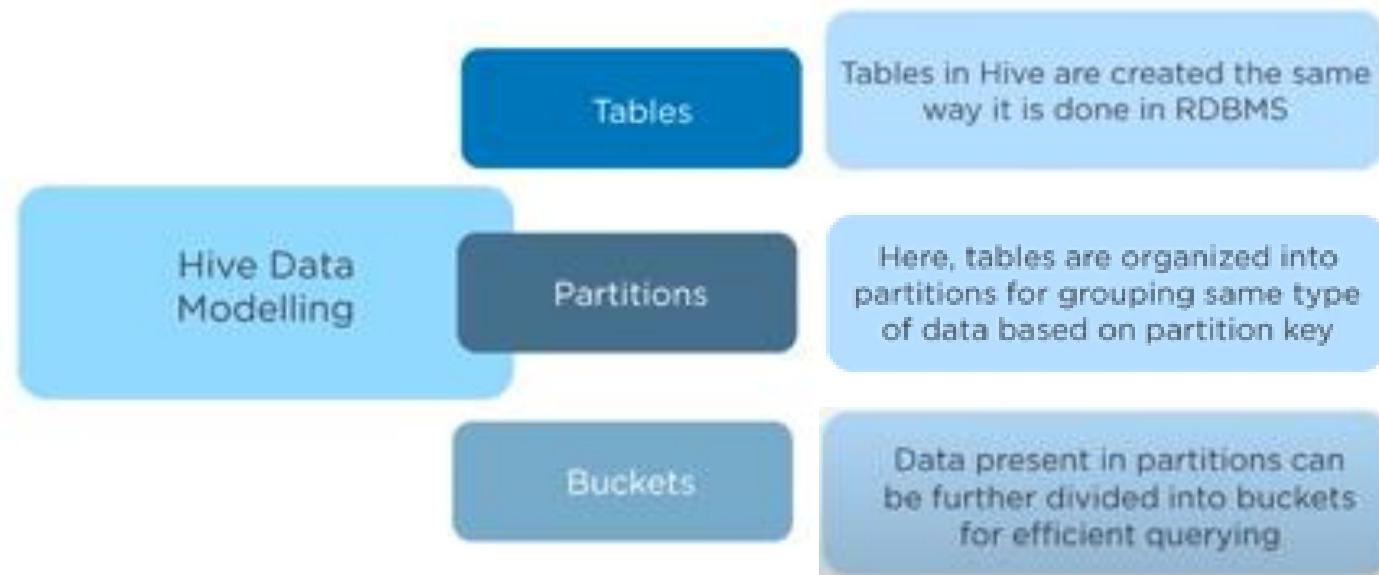 Tables
Tables in Hive are created the same
way it is done in RDBMS
Hive Data
Modelling
Partitions
Here, tables are organized into
partitions for grouping same type
of data based on partition key
Buckets
Data present in partitions can
be further divided into buckets
for efficient querying